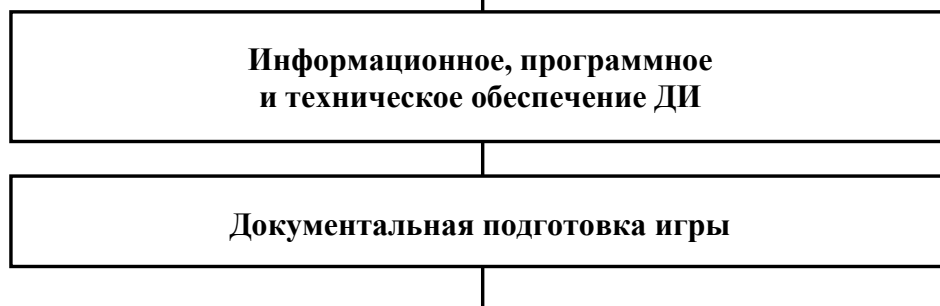 Информационное, программное
и техническое обеспечение ДИ
Документальная подготовка игры